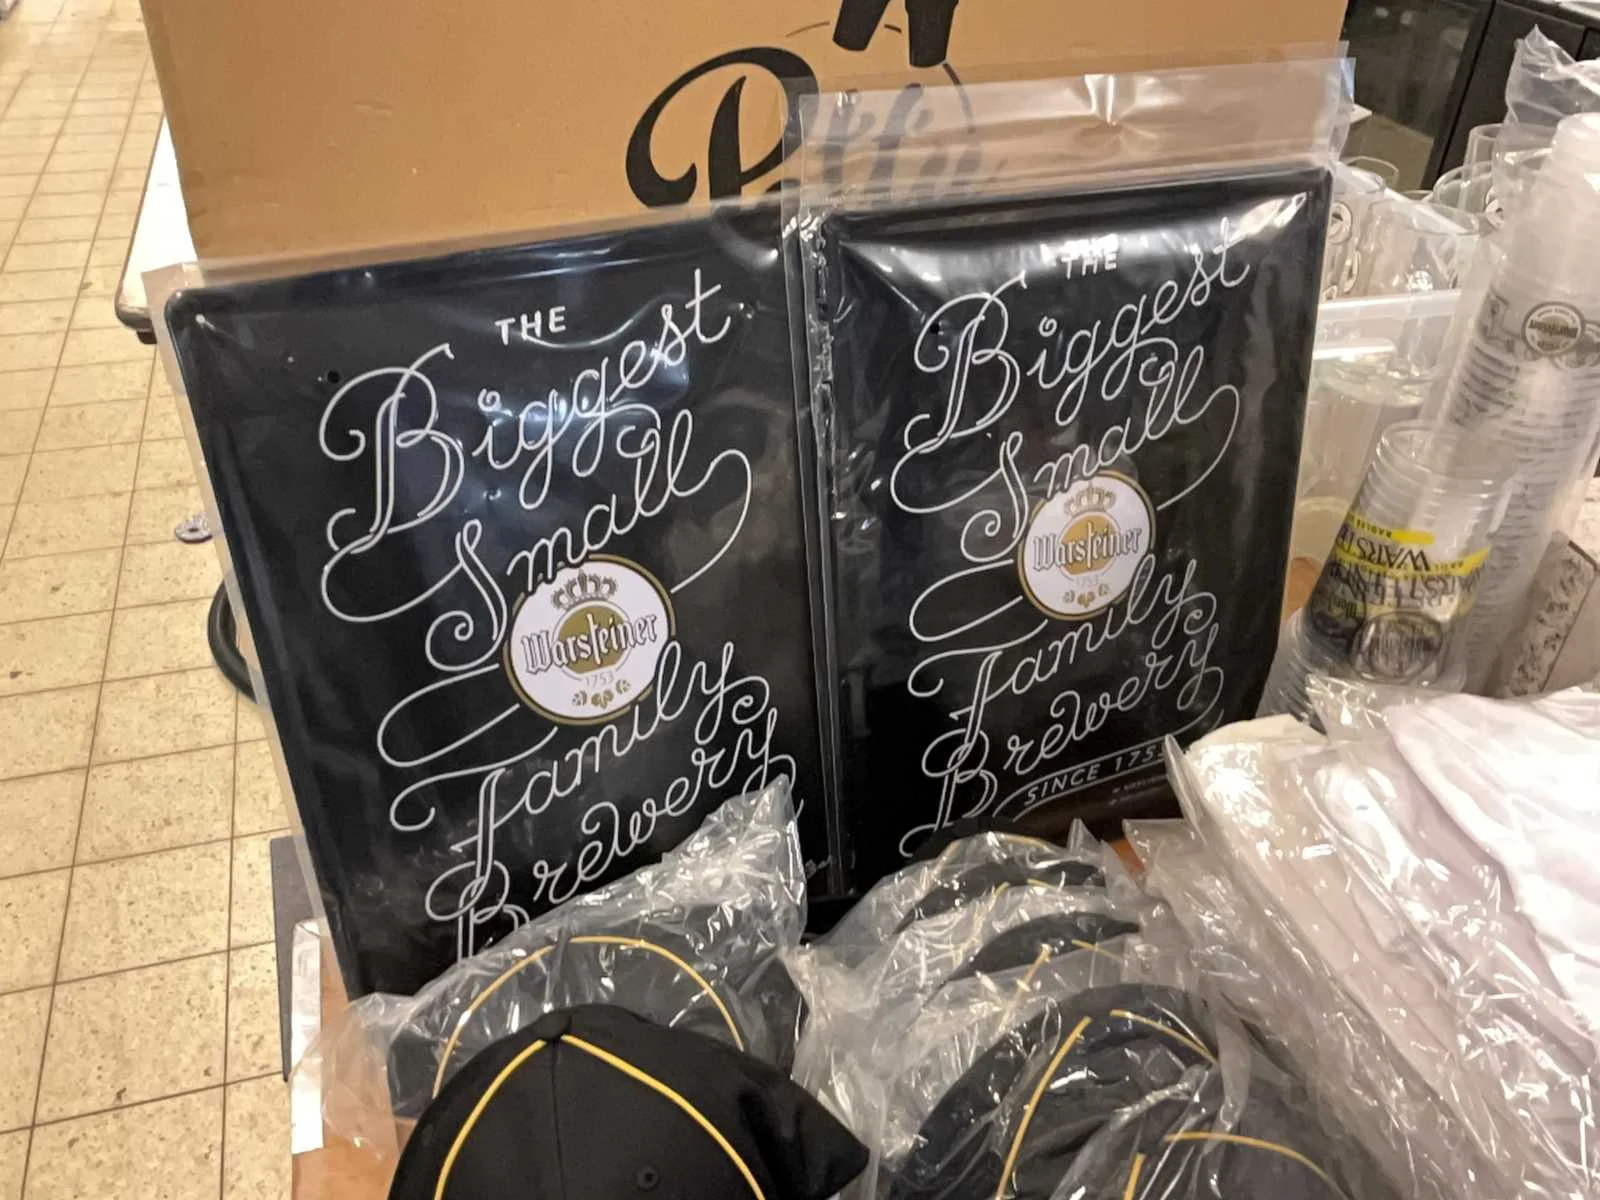 THE
Biggest
Small
Warsteiner
1753
Family
Brewery
THE
Biggest
Small
Warsteiner
1753
Family
Brewery
SINCE 1753